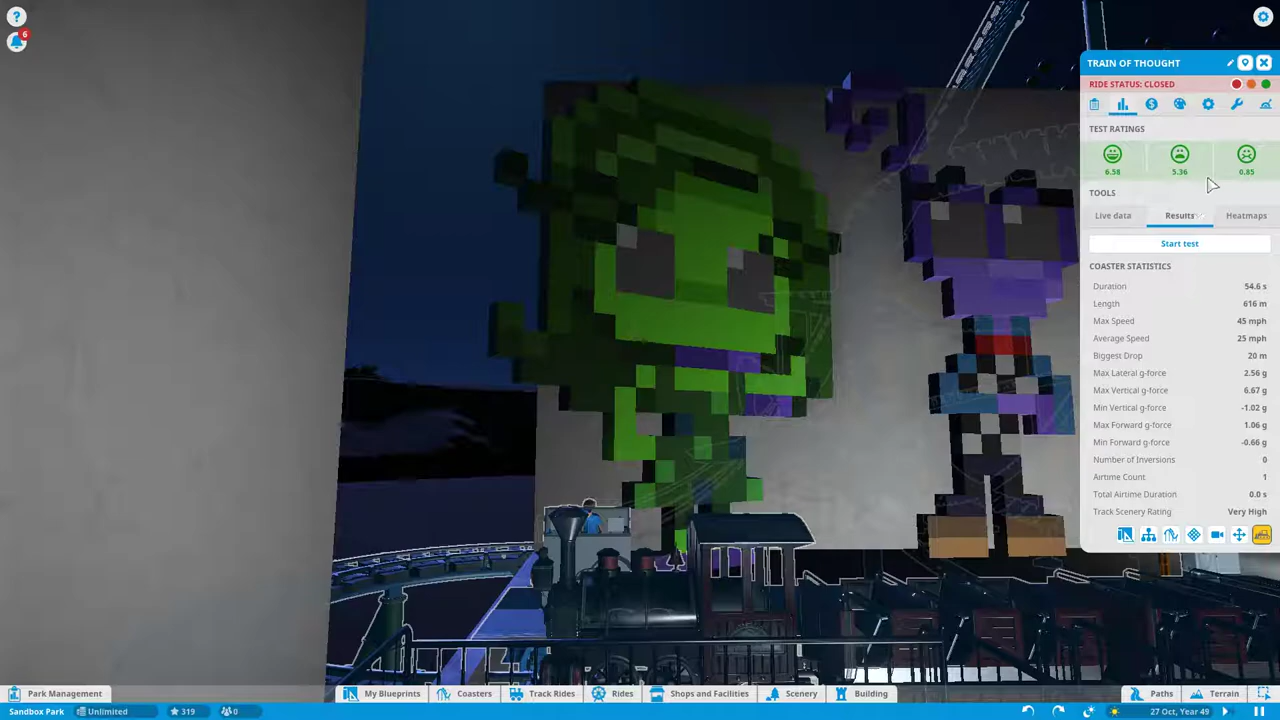 ?
6
TRAIN OF THOUGHT
RIDE STATUS: CLOSED
TEST RATINGS
6.58 5.36 0.85
TOOLS
Live data Results Heatmaps
Start test
COASTER STATISTICS
Duration 54.6 s
Length 616 m
Max Speed 45 mph
Average Speed 25 mph
Biggest Drop 20 m
Max Lateral g-force 2.56 g
Max Vertical g-force 6.67 g
Min Vertical g-force -1.02 g
Max Forward g-force 1.06 g
Min Forward g-force -0.66 g
Number of Inversions 0
Airtime Count 1
Total Airtime Duration 0.0 s
Track Scenery Rating Very High
Park Management My Blueprints Coasters Track Rides Rides Shops and Facilities Scenery Building Paths Terrain
Sandbox Park Unlimited 319 0 27 Oct, Year 49